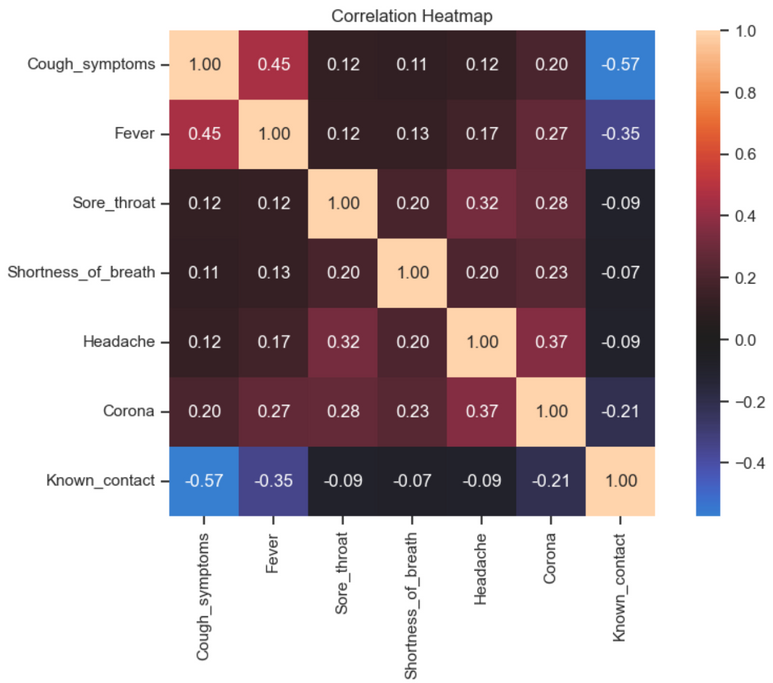 Correlation Heatmap
Cough_symptoms 1.00 0.45 0.12 0.11 0.12 0.20 -0.57
Fever 0.45 1.00 0.12 0.13 0.17 0.27 -0.35
Sore_throat 0.12 0.12 1.00 0.20 0.32 0.28 -0.09
Shortness_of_breath 0.11 0.13 0.20 1.00 0.20 0.23 -0.07
Headache 0.12 0.17 0.32 0.20 1.00 0.37 -0.09
Corona 0.20 0.27 0.28 0.23 0.37 1.00 -0.21
Known_contact -0.57 -0.35 -0.09 -0.07 -0.09 -0.21 1.00
Cough_symptoms
Fever
Sore_throat
Shortness_of_breath
Headache
Corona
Known_contact
1.0
0.8
0.6
0.4
0.2
0.0
−0.2
−0.4